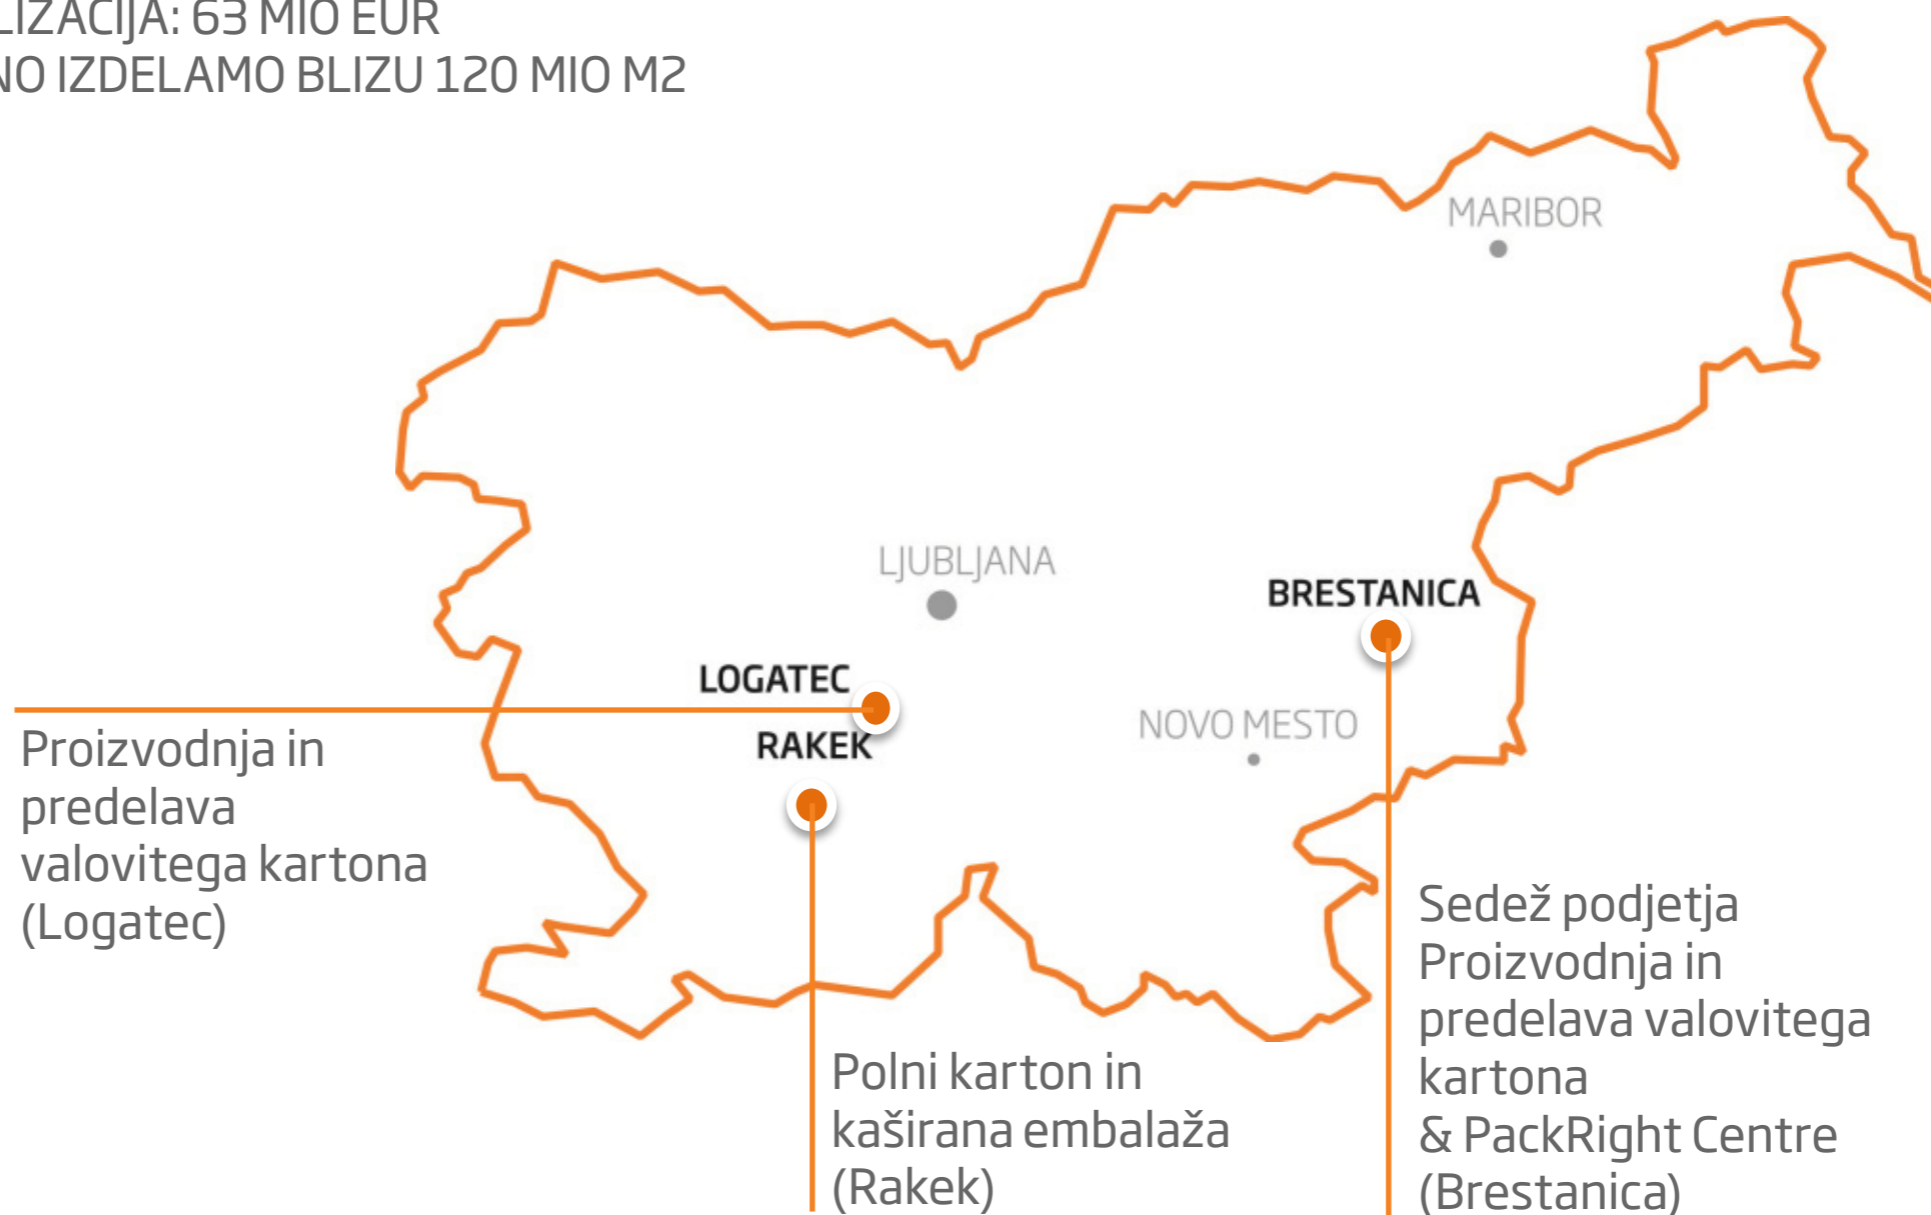 LIZACIJA: 63 MIO EUR
NO IZDELAMO BLIZU 120 MIO M2
MARIBOR
LJUBLJANA
BRESTANICA
LOGATEC
RAKEK
NOVO MESTO
Proizvodnja in
predelava
valovitega kartona
(Logatec)
Polni karton in
kaširana embalaža
(Rakek)
Sedež podjetja
Proizvodnja in
predelava valovitega
kartona
& PackRight Centre
(Brestanica)